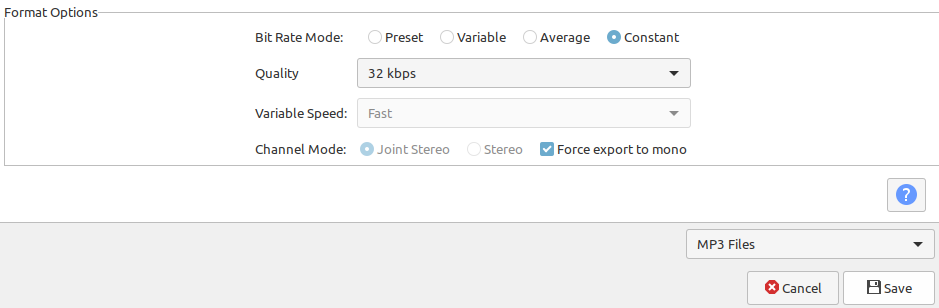 Format Options
Bit Rate Mode: Preset Variable Average Constant
Quality 32 kbps
Variable Speed: Fast
Channel Mode: Joint Stereo Stereo Force export to mono
?
MP3 Files
Cancel Save